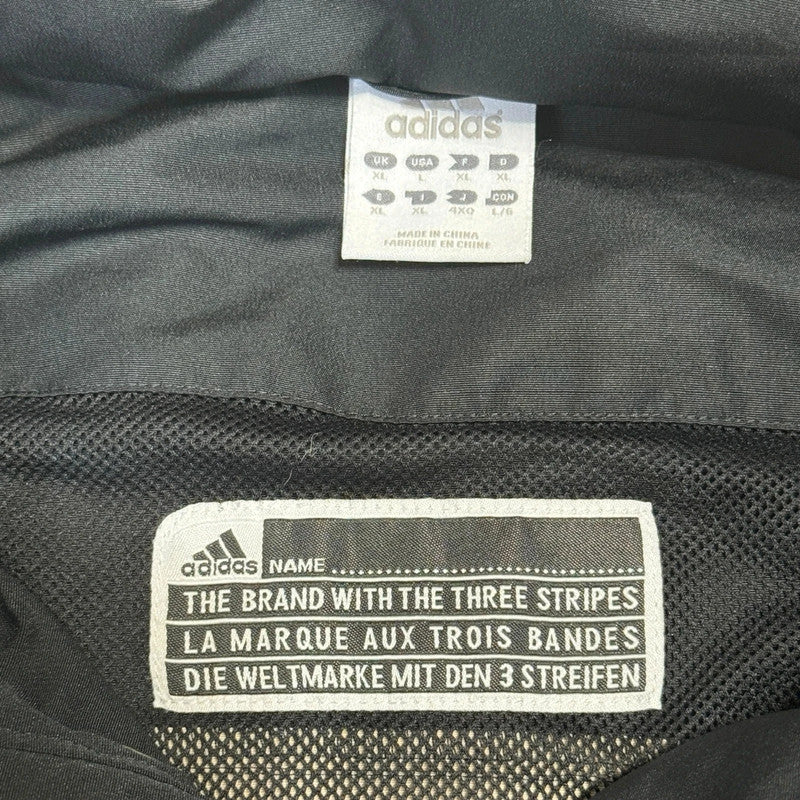 adidas
UK USA F D
XL L XL XL
E I J CON
XL XL 4XO L/G
MADE IN CHINA
FABRIQUE EN CHINE
adidas NAME
THE BRAND WITH THE THREE STRIPES
LA MARQUE AUX TROIS BANDES
DIE WELTMARKE MIT DEN 3 STREIFEN